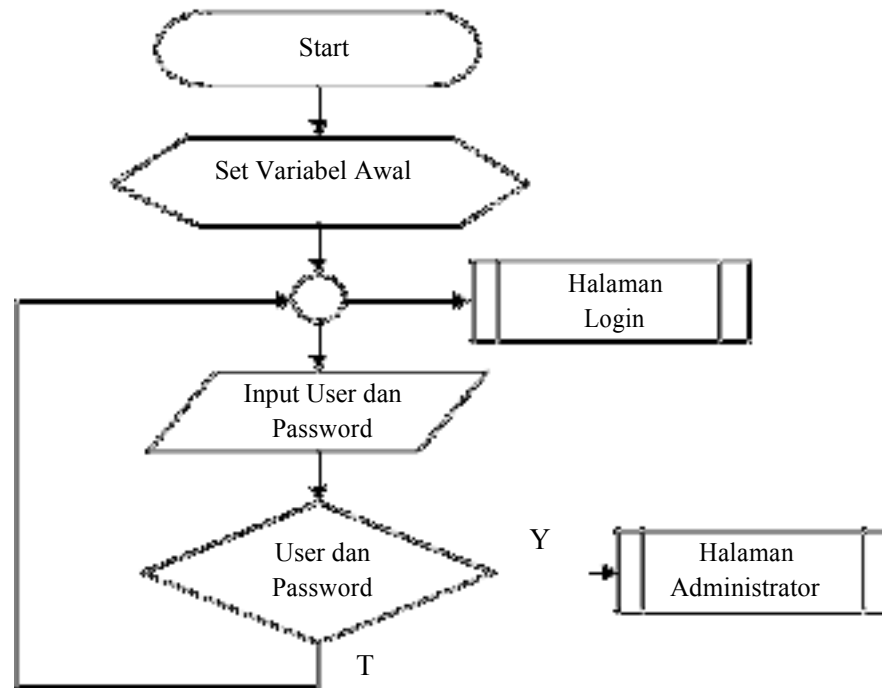 Start
Set Variabel Awal
Halaman
Login
Input User dan
Password
User dan
Password
Y
Halaman
Administrator
T